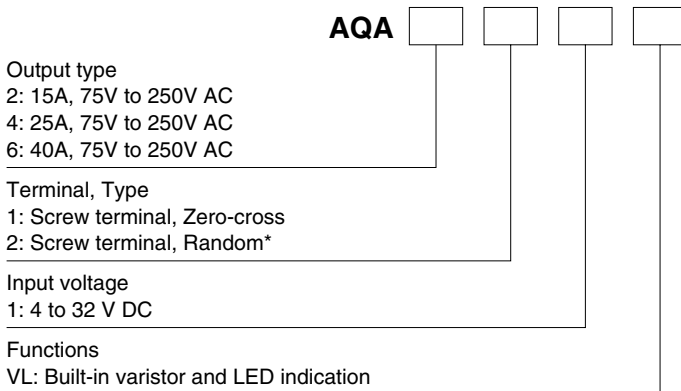 AQA
Output type
2: 15A, 75V to 250V AC
4: 25A, 75V to 250V AC
6: 40A, 75V to 250V AC
Terminal, Type
1: Screw terminal, Zero-cross
2: Screw terminal, Random*
Input voltage
1: 4 to 32 V DC
Functions
VL: Built-in varistor and LED indication